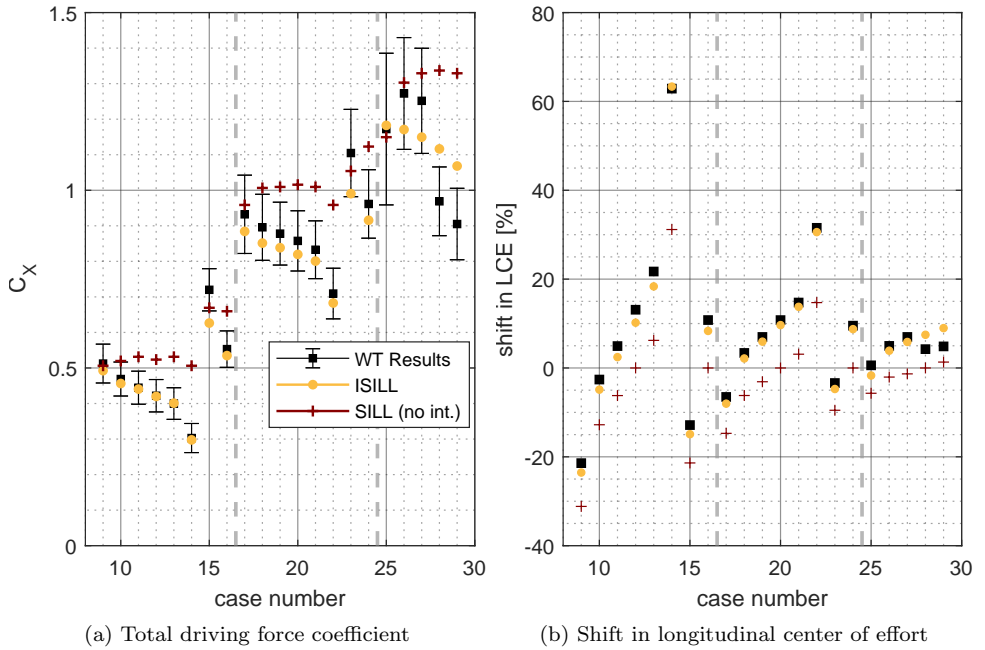 1.5
1
0.5
0
C_X
10
15
20
25
30
case number
WT Results
ISILL
SILL (no int.)
(a) Total driving force coefficient
80
60
40
20
0
-20
-40
shift in LCE [%]
10
15
20
25
30
case number
(b) Shift in longitudinal center of effort